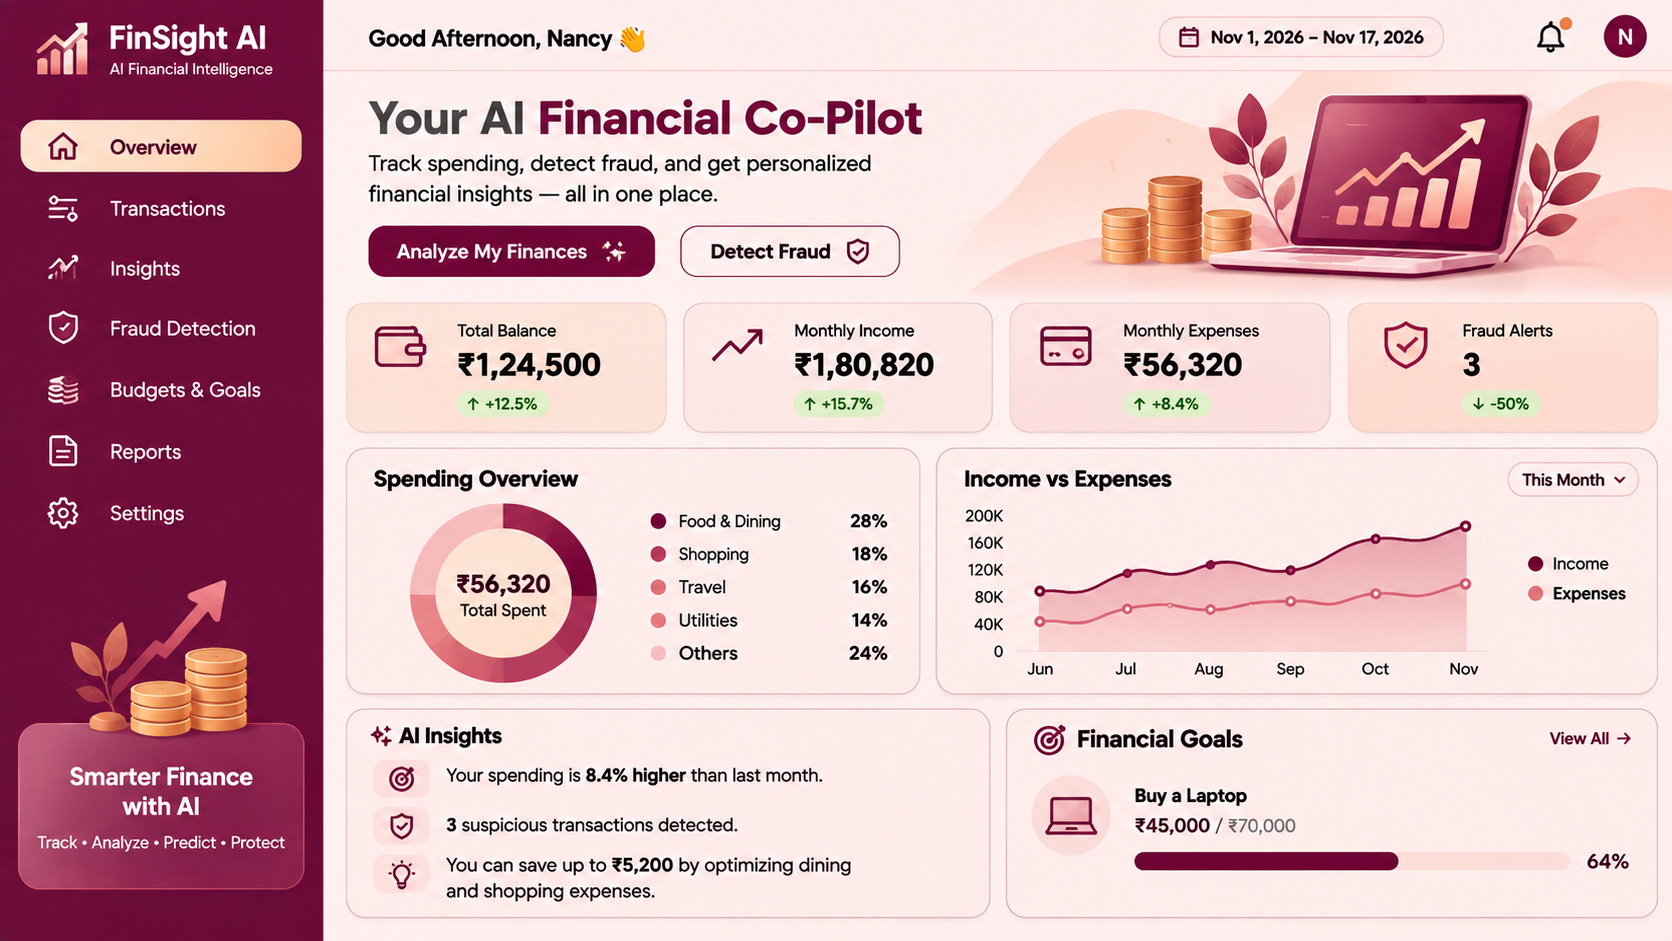 FinSight AI
AI Financial Intelligence
Overview
Transactions
Insights
Fraud Detection
Budgets & Goals
Reports
Settings
Smarter Finance
with AI
Track • Analyze • Predict • Protect
Good Afternoon, Nancy 👋
Nov 1, 2026 – Nov 17, 2026
N
Your AI Financial Co-Pilot
Track spending, detect fraud, and get personalized
financial insights — all in one place.
Analyze My Finances
Detect Fraud
Total Balance
₹1,24,500
↑ +12.5%
Monthly Income
₹1,80,820
↑ +15.7%
Monthly Expenses
₹56,320
↑ +8.4%
Fraud Alerts
3
↓ -50%
Spending Overview
₹56,320
Total Spent
Food & Dining 28%
Shopping 18%
Travel 16%
Utilities 14%
Others 24%
Income vs Expenses
This Month
200K
160K
120K
80K
40K
0
Jun Jul Aug Sep Oct Nov
Income
Expenses
AI Insights
Your spending is 8.4% higher than last month.
3 suspicious transactions detected.
You can save up to ₹5,200 by optimizing dining
and shopping expenses.
Financial Goals
View All →
Buy a Laptop
₹45,000 / ₹70,000
64%